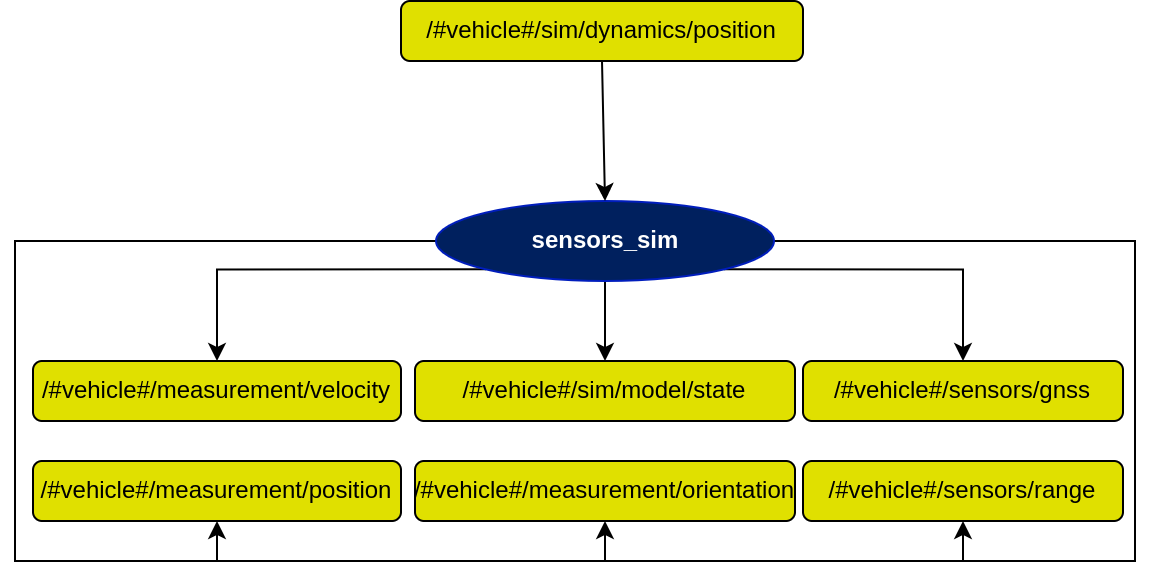 /#vehicle#/sim/dynamics/position
sensors_sim
/#vehicle#/measurement/velocity
/#vehicle#/sim/model/state
/#vehicle#/sensors/gnss
/#vehicle#/measurement/position
/#vehicle#/measurement/orientation
/#vehicle#/sensors/range